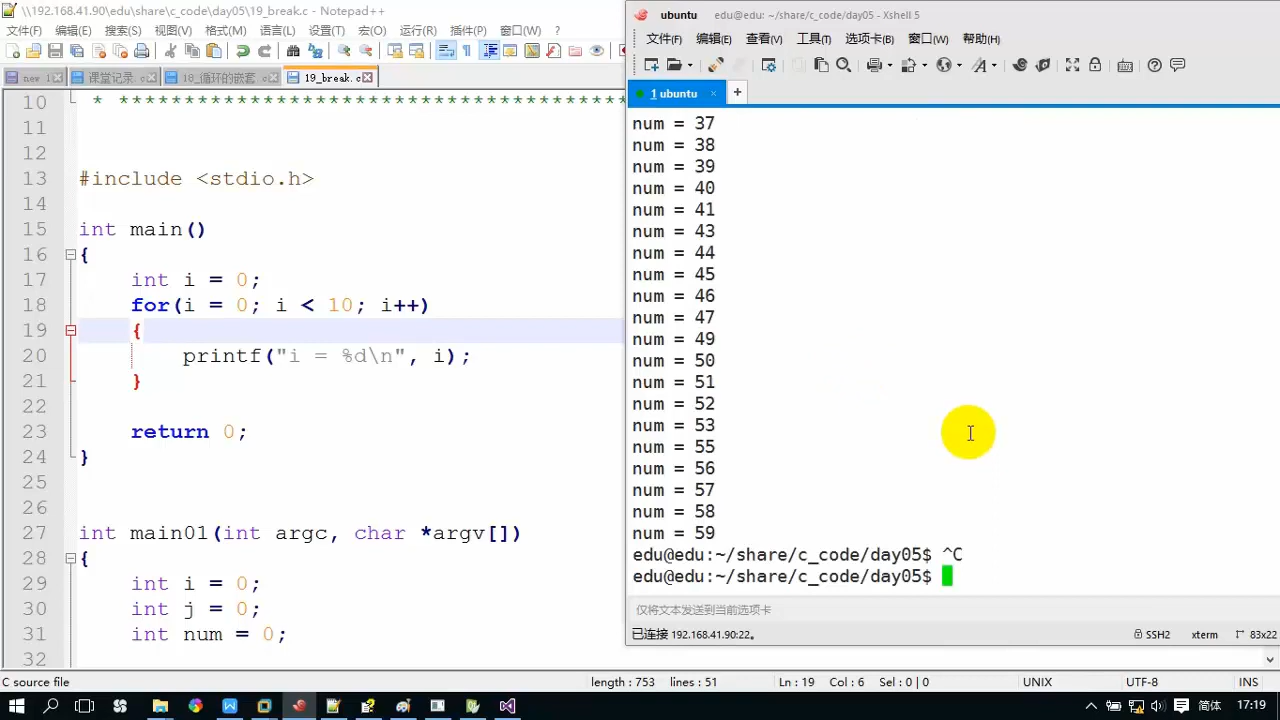 \\192.168.41.90\edu\share\c_code\day05\19_break.c - Notepad++
文件(F) 编辑(E) 搜索(S) 视图(V) 格式(M) 语言(L) 设置(T) 宏(O) 运行(R) 插件(P) 窗口(W) ?
new 1 课堂记录.c 18_循环的嵌套.c 19_break.c
10 * **************************************
11
12
13 #include <stdio.h>
14
15 int main()
16 {
17 int i = 0;
18 for(i = 0; i < 10; i++)
19 {
20 printf("i = %d\n", i);
21 }
22
23 return 0;
24 }
25
26
27 int main01(int argc, char *argv[])
28 {
29 int i = 0;
30 int j = 0;
31 int num = 0;
32
ubuntu edu@edu: ~/share/c_code/day05 - Xshell 5
文件(F) 编辑(E) 查看(V) 工具(T) 选项卡(B) 窗口(W) 帮助(H)
1 ubuntu × +
num = 37
num = 38
num = 39
num = 40
num = 41
num = 43
num = 44
num = 45
num = 46
num = 47
num = 49
num = 50
num = 51
num = 52
num = 53
num = 55
num = 56
num = 57
num = 58
num = 59
edu@edu:~/share/c_code/day05$ ^C
edu@edu:~/share/c_code/day05$
仅将文本发送到当前选项卡
已连接 192.168.41.90:22。 SSH2 xterm 83x22
C source file length : 753 lines : 51 Ln : 19 Col : 6 Sel : 0 | 0 UNIX UTF-8 INS
简体 17:19